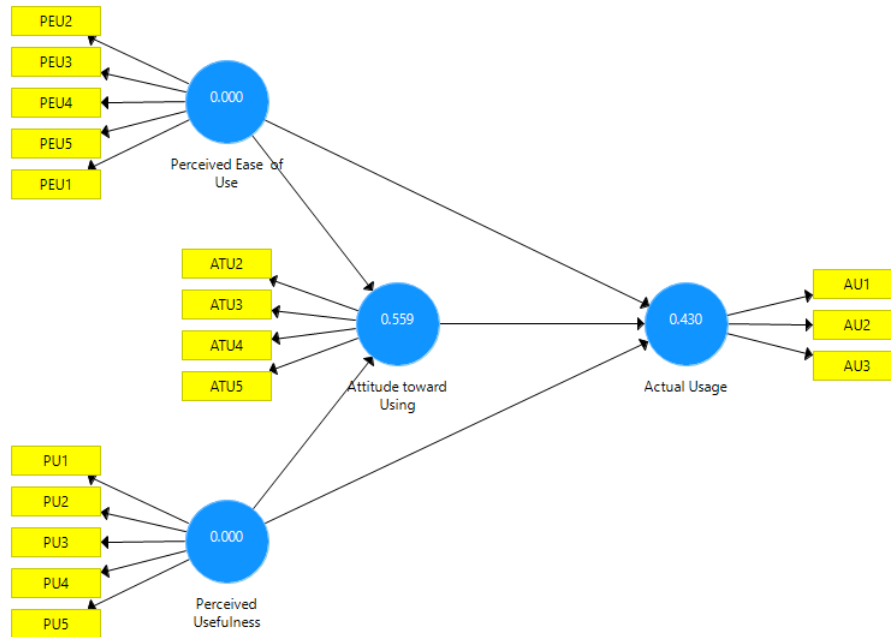 PEU2
PEU3
PEU4
PEU5
PEU1
0.000
Perceived Ease of
Use
ATU2
ATU3
ATU4
ATU5
0.559
Attitude toward
Using
0.430
Actual Usage
AU1
AU2
AU3
PU1
PU2
PU3
PU4
PU5
0.000
Perceived
Usefulness